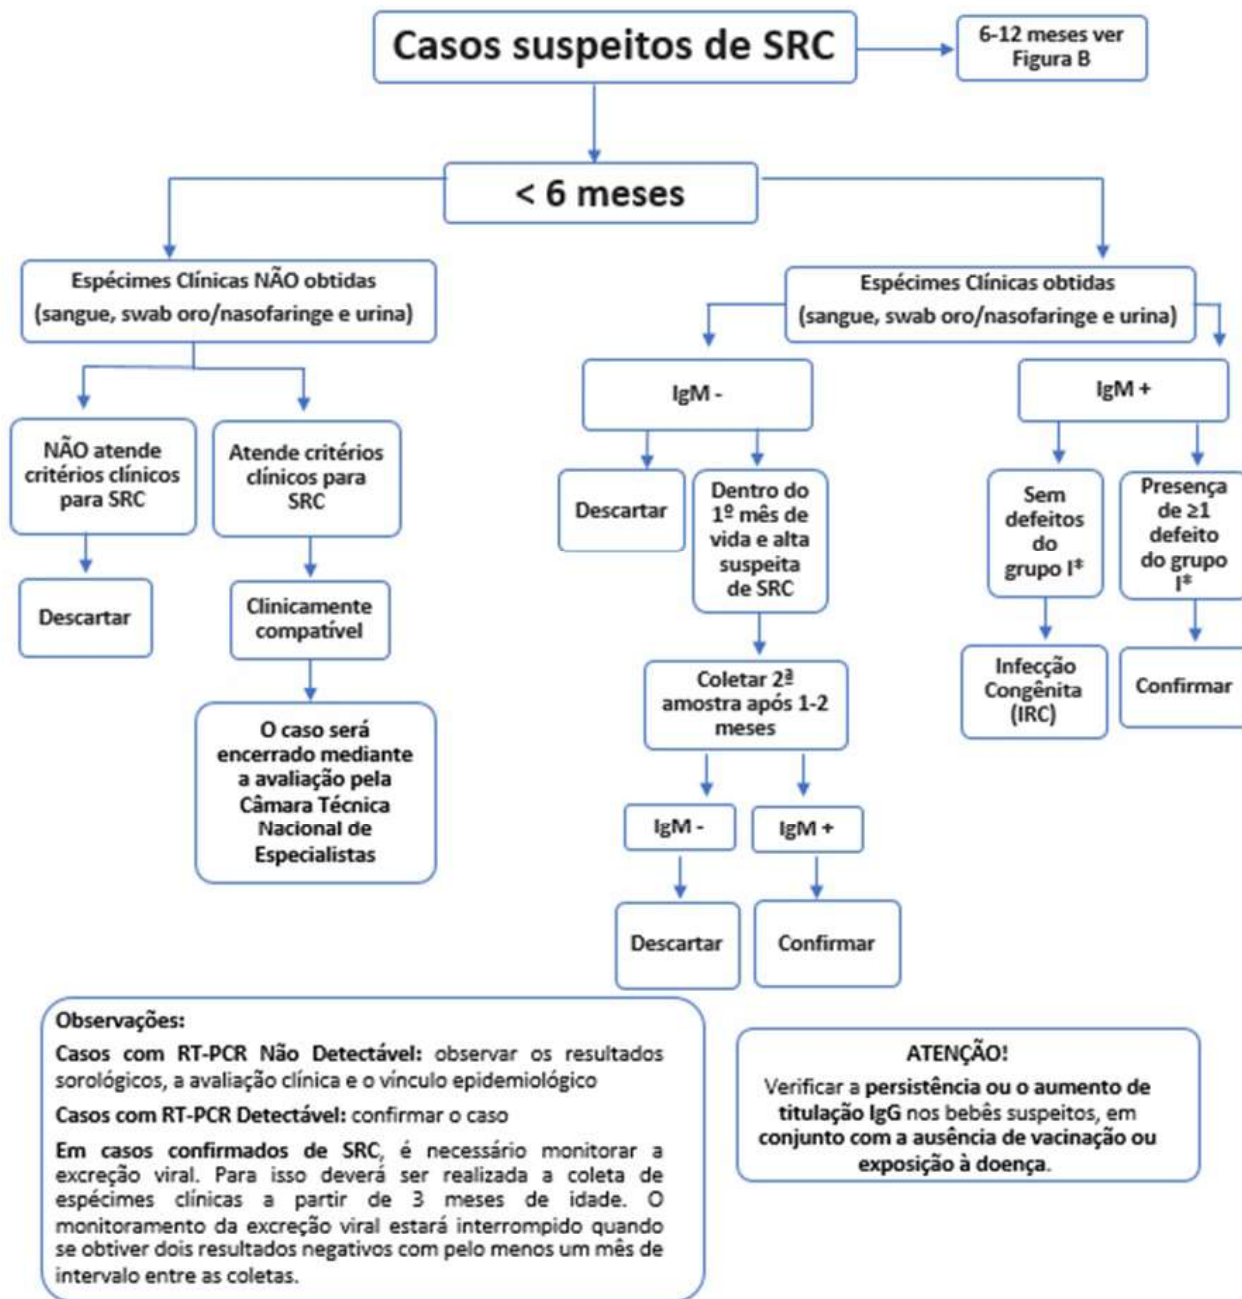 Casos suspeitos de SRC
6-12 meses ver
Figura B
< 6 meses
Espécimes Clínicas NÃO obtidas
(sangue, swab oro/nasofaringe e urina)
NÃO atende
critérios clínicos
para SRC
Descartar
Atende critérios
clínicos para
SRC
Clinicamente
compatível
O caso será
encerrado mediante
a avaliação pela
Câmara Técnica
Nacional de
Especialistas
Espécimes Clínicas obtidas
(sangue, swab oro/nasofaringe e urina)
IgM -
Descartar
Dentro do
1º mês de
vida e alta
suspeita
de SRC
Coletar 2ª
amostra após 1-2
meses
IgM -
Descartar
IgM +
Confirmar
IgM +
Sem
defeitos
do
grupo I*
Infecção
Congênita
(IRC)
Presença
de ≥1
defeito
do grupo
I*
Confirmar
Observações:
Casos com RT-PCR Não Detectável: observar os resultados
sorológicos, a avaliação clínica e o vínculo epidemiológico
Casos com RT-PCR Detectável: confirmar o caso
Em casos confirmados de SRC, é necessário monitorar a
excreção viral. Para isso deverá ser realizada a coleta de
espécimes clínicas a partir de 3 meses de idade. O
monitoramento da excreção viral estará interrompido quando
se obtiver dois resultados negativos com pelo menos um mês de
intervalo entre as coletas.
ATENÇÃO!
Verificar a persistência ou o aumento de
titulação IgG nos bebês suspeitos, em
conjunto com a ausência de vacinação ou
exposição à doença.